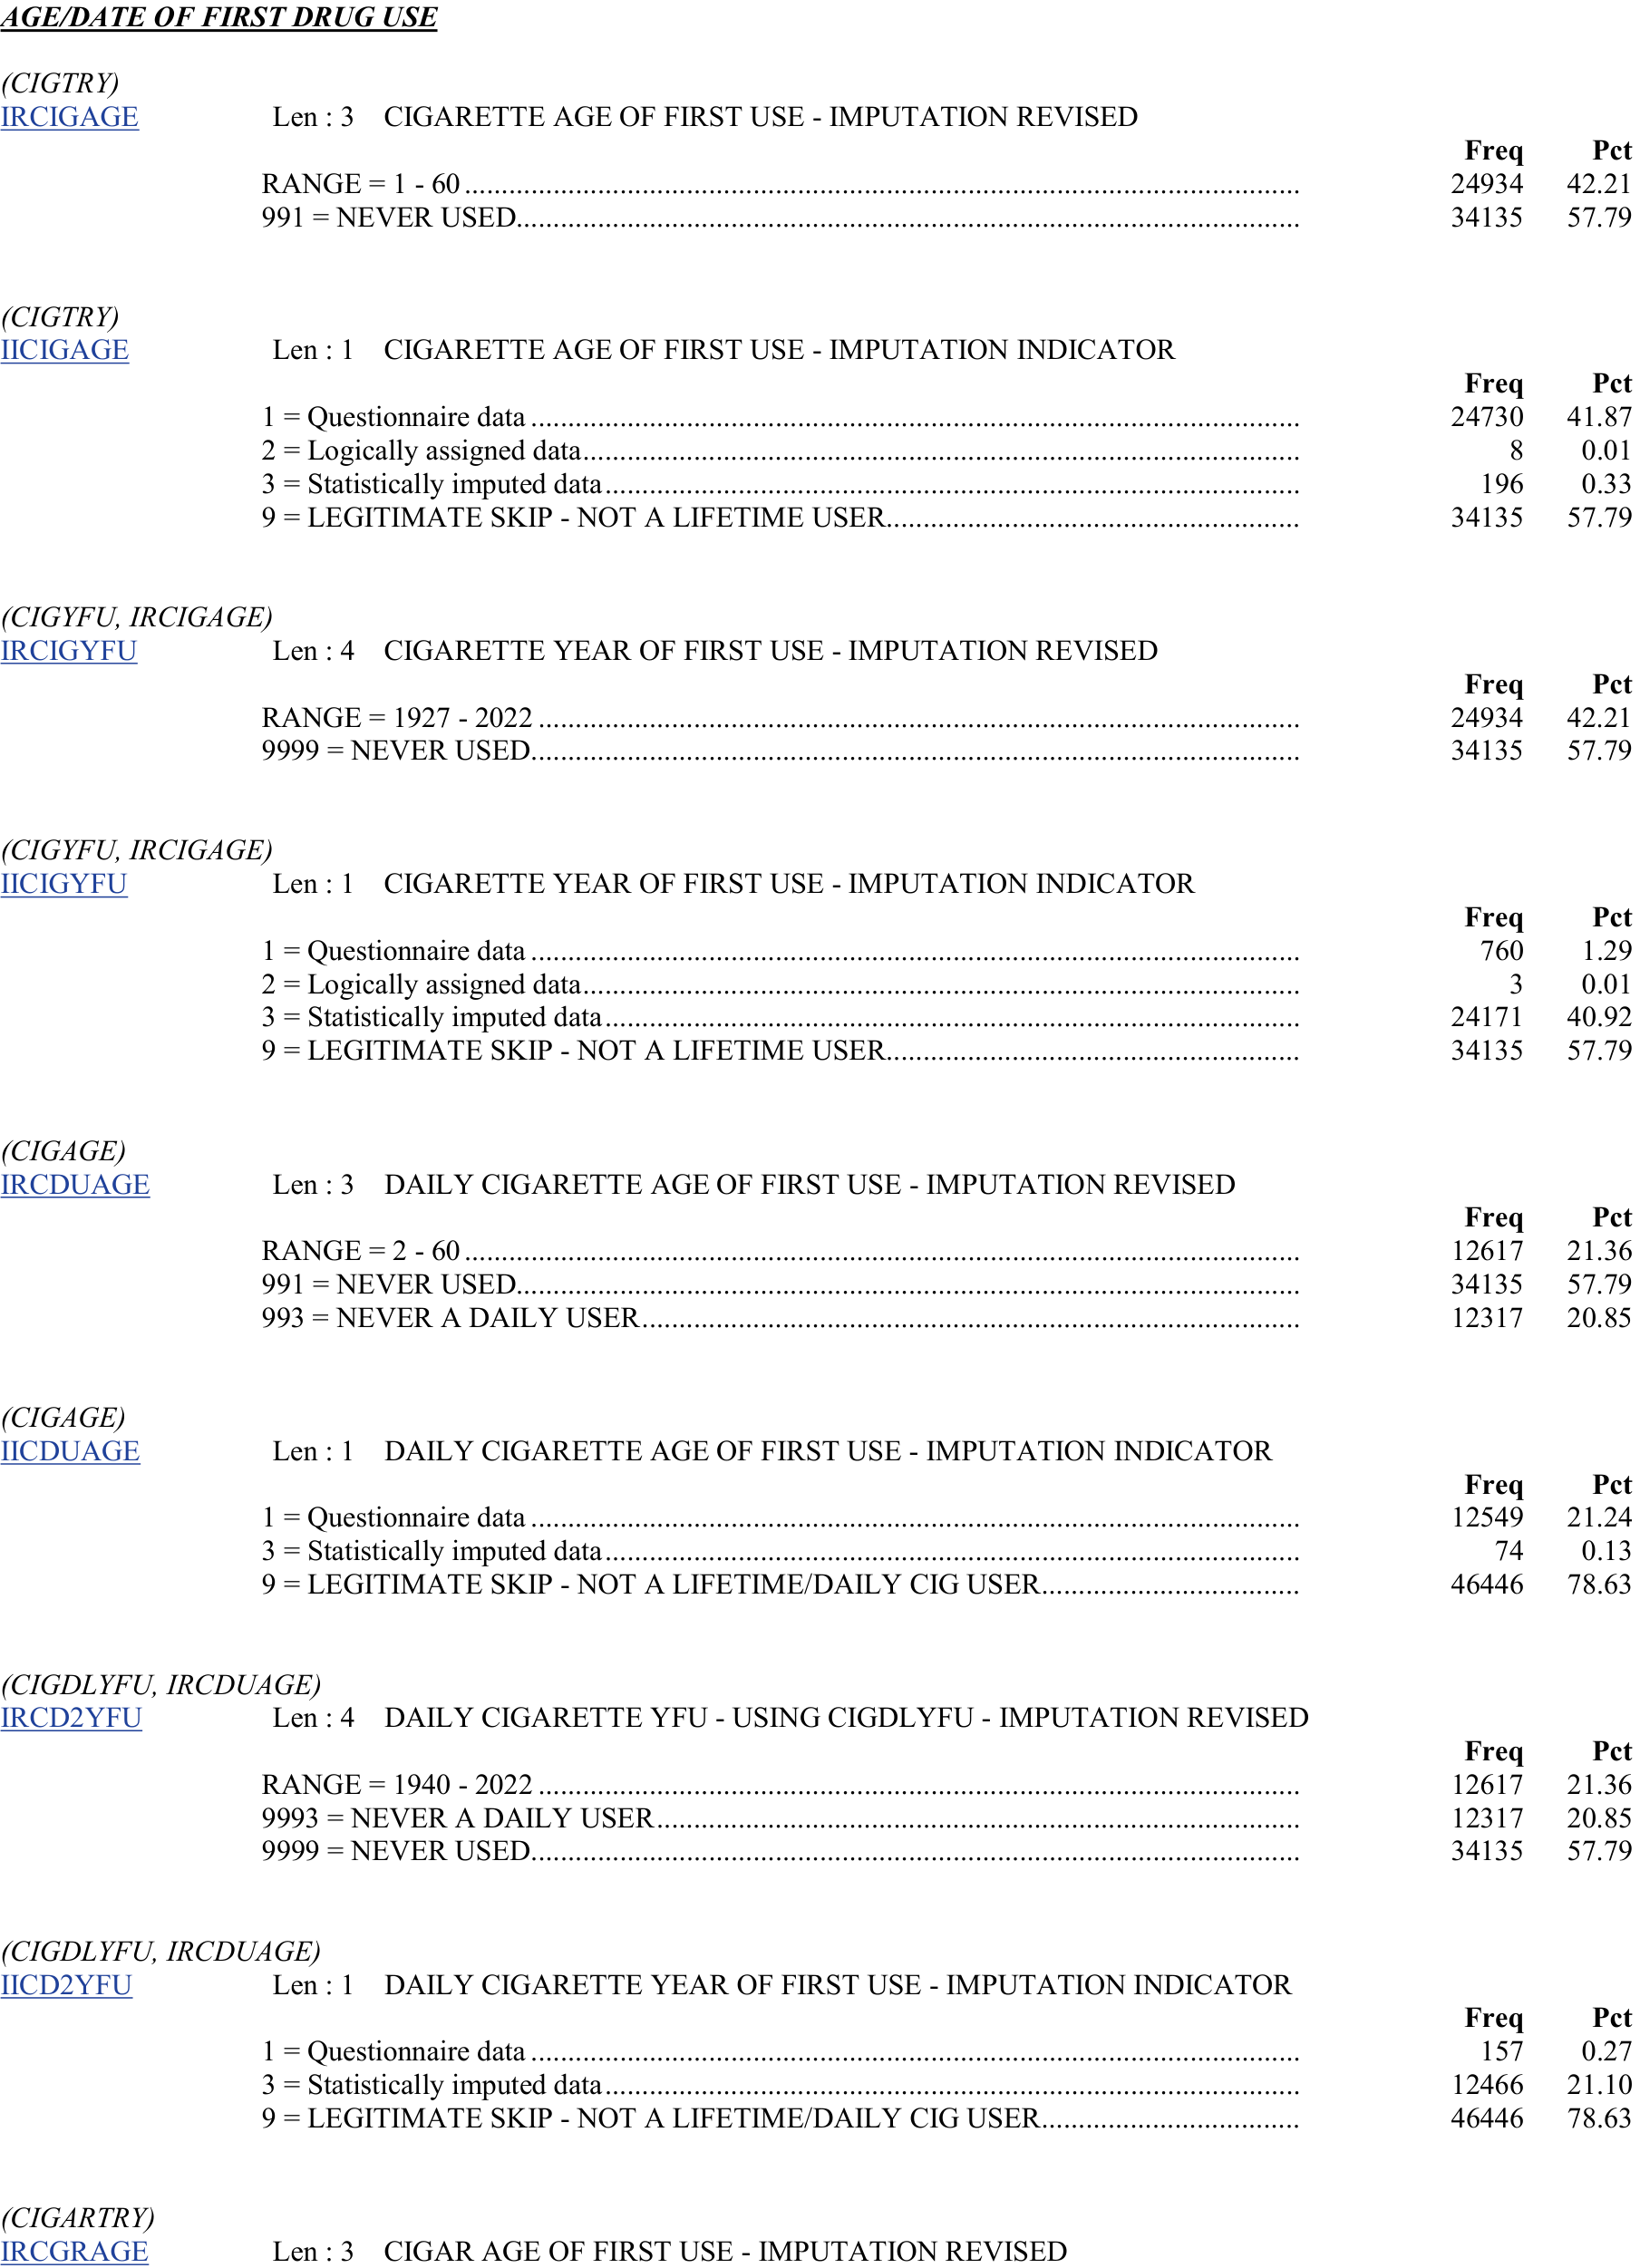 AGE/DATE OF FIRST DRUG USE
(CIGTRY)
IRCIGAGE Len : 3 CIGARETTE AGE OF FIRST USE - IMPUTATION REVISED
Freq Pct
RANGE = 1 - 60 24934 42.21
991 = NEVER USED 34135 57.79
(CIGTRY)
IICIGAGE Len : 1 CIGARETTE AGE OF FIRST USE - IMPUTATION INDICATOR
Freq Pct
1 = Questionnaire data 24730 41.87
2 = Logically assigned data 8 0.01
3 = Statistically imputed data 196 0.33
9 = LEGITIMATE SKIP - NOT A LIFETIME USER 34135 57.79
(CIGYFU, IRCIGAGE)
IRCIGYFU Len : 4 CIGARETTE YEAR OF FIRST USE - IMPUTATION REVISED
Freq Pct
RANGE = 1927 - 2022 24934 42.21
9999 = NEVER USED 34135 57.79
(CIGYFU, IRCIGAGE)
IICIGYFU Len : 1 CIGARETTE YEAR OF FIRST USE - IMPUTATION INDICATOR
Freq Pct
1 = Questionnaire data 760 1.29
2 = Logically assigned data 3 0.01
3 = Statistically imputed data 24171 40.92
9 = LEGITIMATE SKIP - NOT A LIFETIME USER 34135 57.79
(CIGAGE)
IRCDUAGE Len : 3 DAILY CIGARETTE AGE OF FIRST USE - IMPUTATION REVISED
Freq Pct
RANGE = 2 - 60 12617 21.36
991 = NEVER USED 34135 57.79
993 = NEVER A DAILY USER 12317 20.85
(CIGAGE)
IICDUAGE Len : 1 DAILY CIGARETTE AGE OF FIRST USE - IMPUTATION INDICATOR
Freq Pct
1 = Questionnaire data 12549 21.24
3 = Statistically imputed data 74 0.13
9 = LEGITIMATE SKIP - NOT A LIFETIME/DAILY CIG USER 46446 78.63
(CIGDLYFU, IRCDUAGE)
IRCD2YFU Len : 4 DAILY CIGARETTE YFU - USING CIGDLYFU - IMPUTATION REVISED
Freq Pct
RANGE = 1940 - 2022 12617 21.36
9993 = NEVER A DAILY USER 12317 20.85
9999 = NEVER USED 34135 57.79
(CIGDLYFU, IRCDUAGE)
IICD2YFU Len : 1 DAILY CIGARETTE YEAR OF FIRST USE - IMPUTATION INDICATOR
Freq Pct
1 = Questionnaire data 157 0.27
3 = Statistically imputed data 12466 21.10
9 = LEGITIMATE SKIP - NOT A LIFETIME/DAILY CIG USER 46446 78.63
(CIGARTRY)
IRCGRAGE Len : 3 CIGAR AGE OF FIRST USE - IMPUTATION REVISED